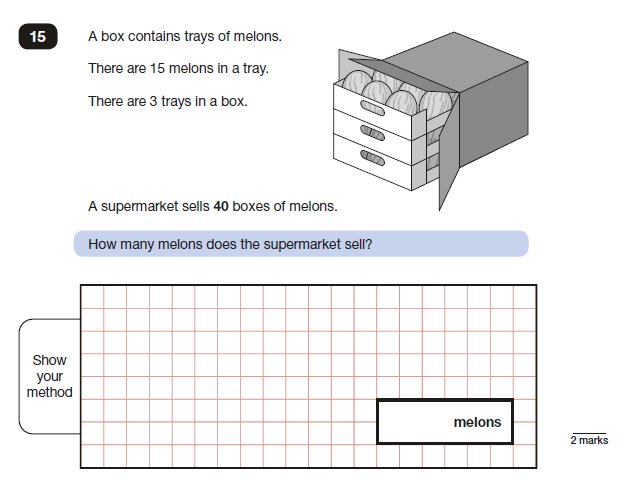 15
A box contains trays of melons.
There are 15 melons in a tray.
There are 3 trays in a box.
A supermarket sells 40 boxes of melons.
How many melons does the supermarket sell?
Show
your
method
melons
2 marks